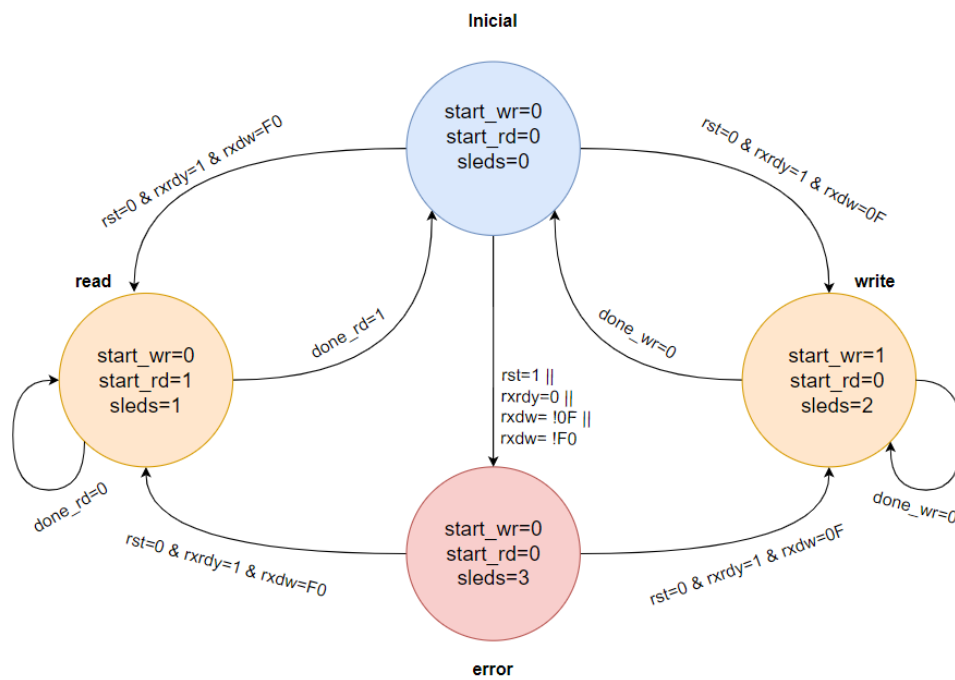 Inicial
start_wr=0
start_rd=0
sleds=0
rst=0 & rxrdy=1 & rxdw=F0
rst=0 & rxrdy=1 & rxdw=0F
read
write
done_rd=1
done_wr=0
start_wr=0
start_rd=1
sleds=1
rst=1 ||
rxrdy=0 ||
rxdw= !0F ||
rxdw= !F0
start_wr=1
start_rd=0
sleds=2
done_rd=0
done_wr=0
rst=0 & rxrdy=1 & rxdw=F0
start_wr=0
start_rd=0
sleds=3
rst=0 & rxrdy=1 & rxdw=0F
error